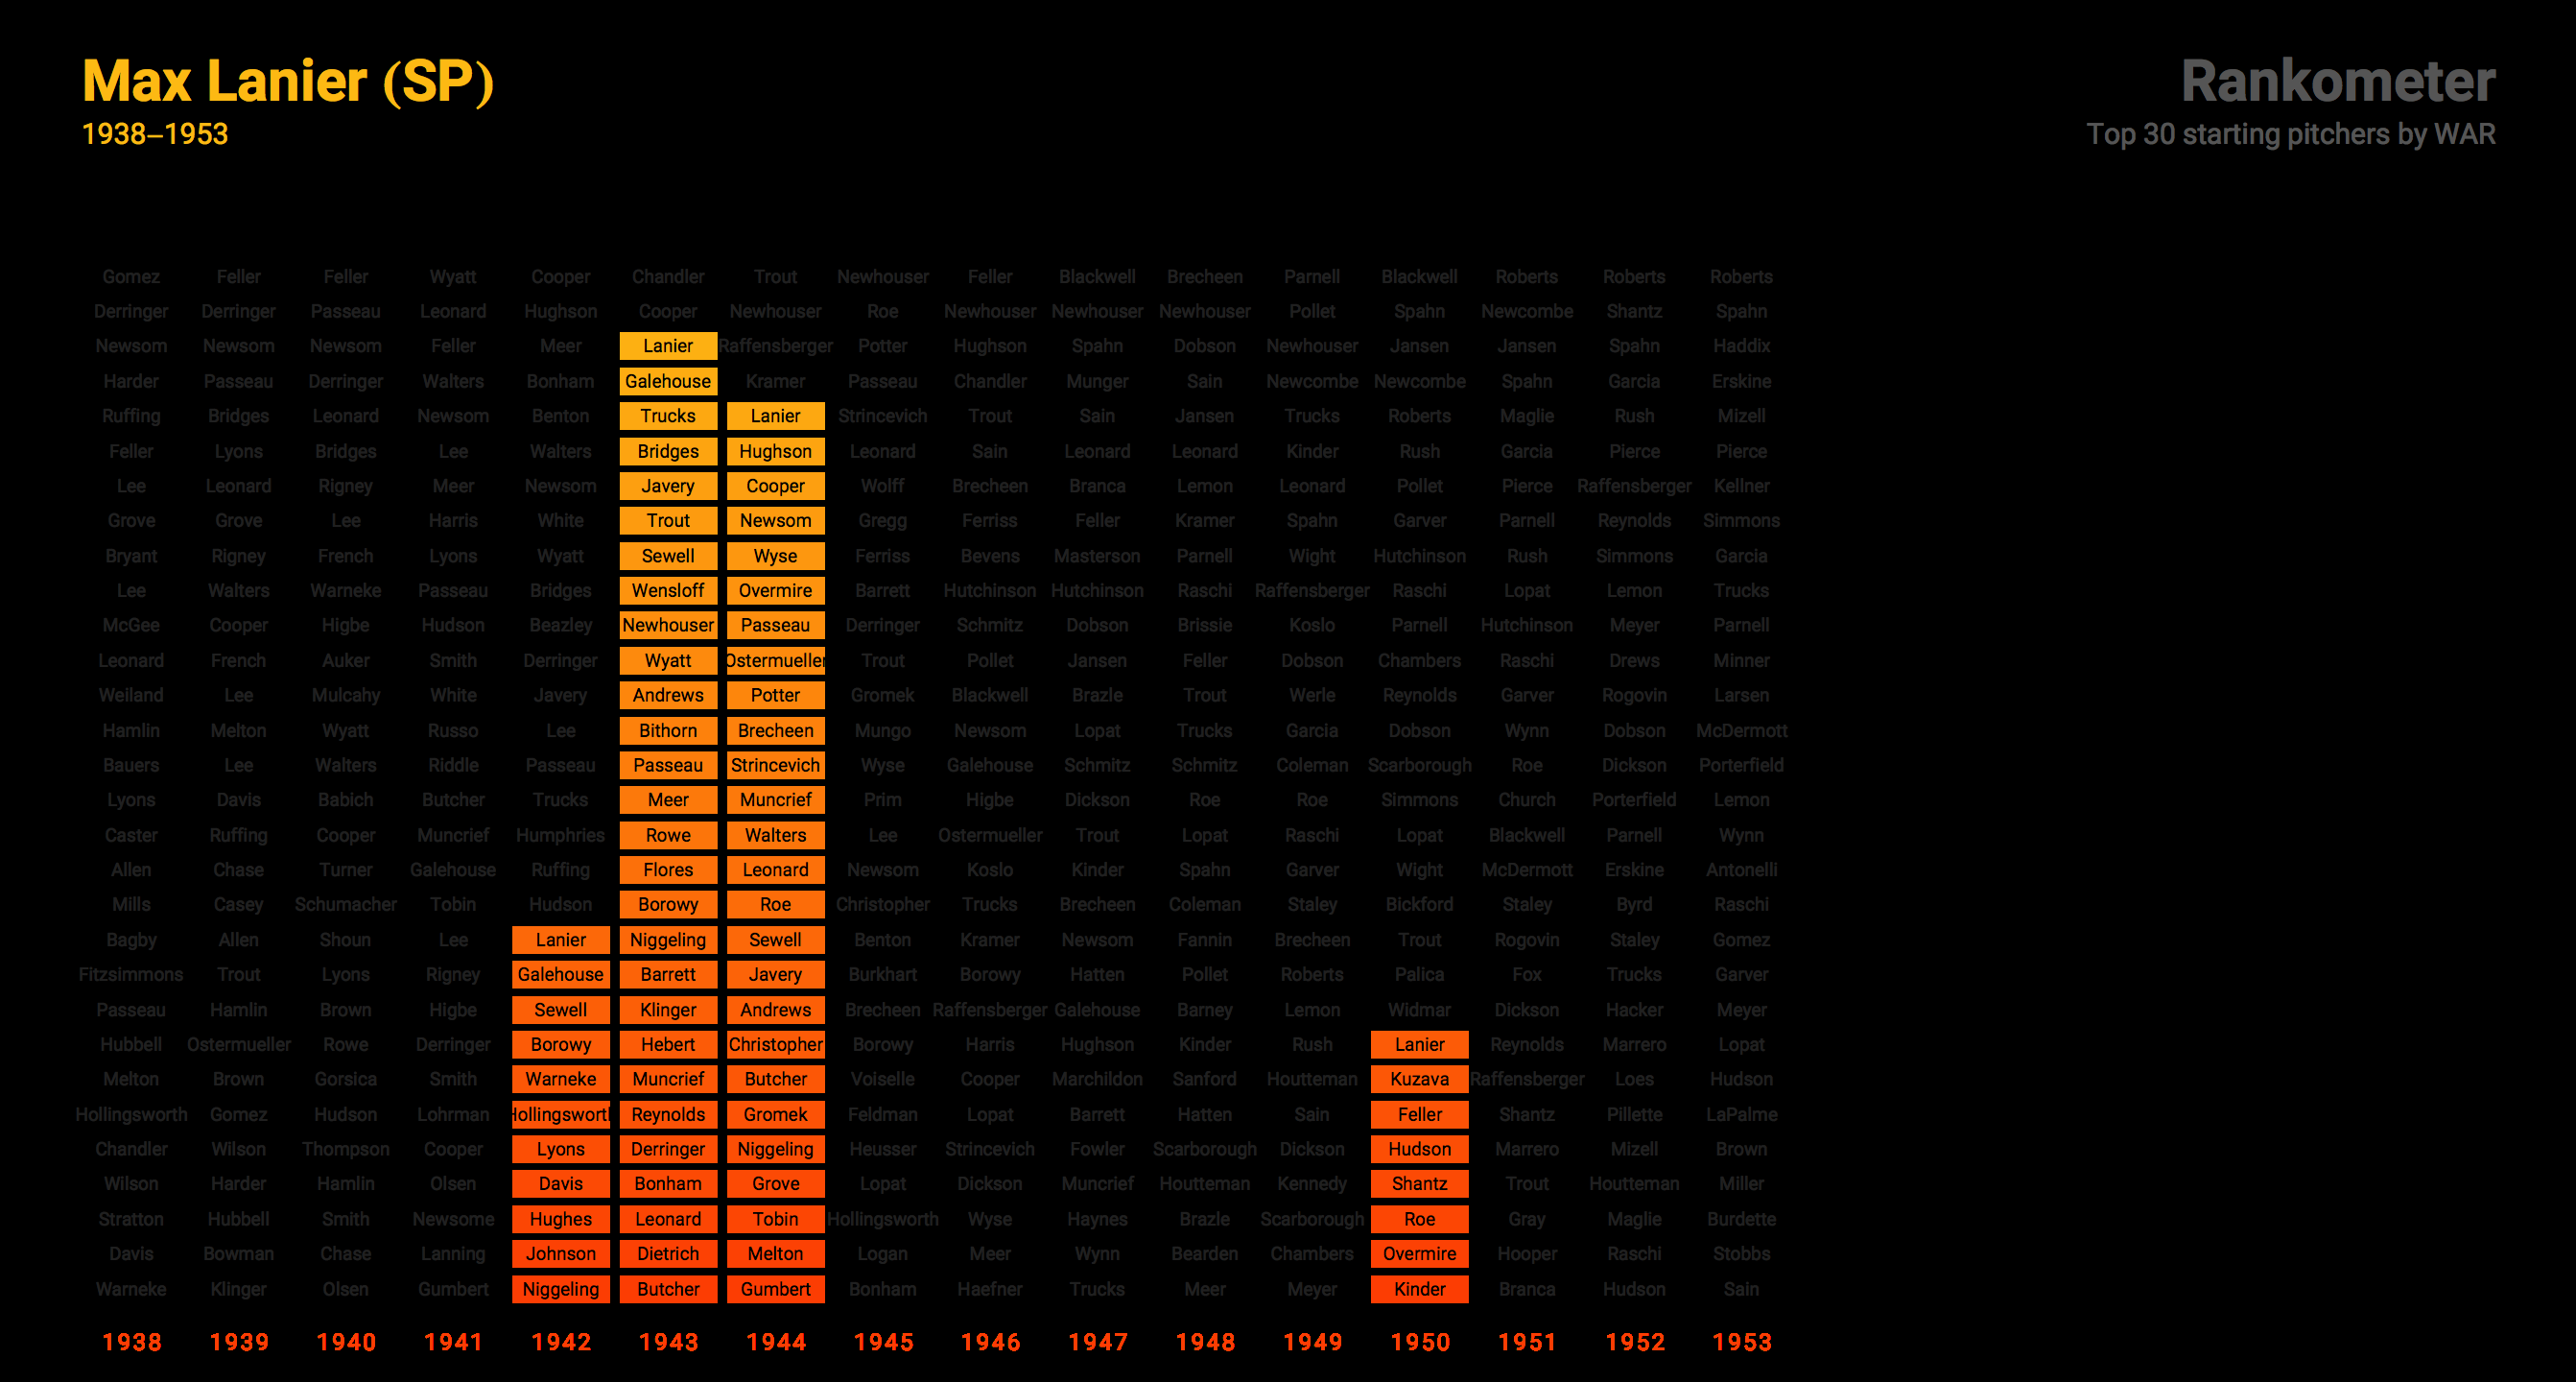 Max Lanier (SP)
1938–1953
Rankometer
Top 30 starting pitchers by WAR
Gomez Feller Feller Wyatt Cooper Chandler Trout Newhouser Feller Blackwell Brecheen Parnell Blackwell Roberts Roberts Roberts
Derringer Derringer Passeau Leonard Hughson Cooper Newhouser Roe Newhouser Newhouser Newhouser Pollet Spahn Newcombe Shantz Spahn
Newsom Newsom Newsom Feller Meer Lanier Raffensberger Potter Hughson Spahn Dobson Newhouser Jansen Jansen Spahn Haddix
Harder Passeau Derringer Walters Bonham Galehouse Kramer Passeau Chandler Munger Sain Newcombe Newcombe Spahn Garcia Erskine
Ruffing Bridges Leonard Newsom Benton Trucks Lanier Strincevich Trout Sain Jansen Trucks Roberts Maglie Rush Mizell
Feller Lyons Bridges Lee Walters Bridges Hughson Leonard Sain Leonard Leonard Kinder Rush Garcia Pierce Pierce
Lee Leonard Rigney Meer Newsom Javery Cooper Wolff Brecheen Branca Lemon Leonard Pollet Pierce Raffensberger Kellner
Grove Grove Lee Harris White Trout Newsom Gregg Ferriss Feller Kramer Spahn Garver Parnell Reynolds Simmons
Bryant Rigney French Lyons Wyatt Sewell Wyse Ferriss Bevens Masterson Parnell Wight Hutchinson Rush Simmons Garcia
Lee Walters Warneke Passeau Bridges Wensloff Overmire Barrett Hutchinson Hutchinson Raschi Raffensberger Raschi Lopat Lemon Trucks
McGee Cooper Higbe Hudson Beazley Newhouser Passeau Derringer Schmitz Dobson Brissie Koslo Parnell Hutchinson Meyer Parnell
Leonard French Auker Smith Derringer Wyatt Ostermueller Trout Pollet Jansen Feller Dobson Chambers Raschi Drews Minner
Weiland Lee Mulcahy White Javery Andrews Potter Gromek Blackwell Brazle Trout Werle Reynolds Garver Rogovin Larsen
Hamlin Melton Wyatt Russo Lee Bithorn Brecheen Mungo Newsom Lopat Trucks Garcia Dobson Wynn Dobson McDermott
Bauers Lee Walters Riddle Passeau Passeau Strincevich Wyse Galehouse Schmitz Schmitz Coleman Scarborough Roe Dickson Porterfield
Lyons Davis Babich Butcher Trucks Meer Muncrief Prim Higbe Dickson Roe Roe Simmons Church Porterfield Lemon
Caster Ruffing Cooper Muncrief Humphries Rowe Walters Lee Ostermueller Trout Lopat Raschi Lopat Blackwell Parnell Wynn
Allen Chase Turner Galehouse Ruffing Flores Leonard Newsom Koslo Kinder Spahn Garver Wight McDermott Erskine Antonelli
Mills Casey Schumacher Tobin Hudson Borowy Roe Christopher Trucks Brecheen Coleman Staley Bickford Staley Byrd Raschi
Bagby Allen Shoun Lee Lanier Niggeling Sewell Benton Kramer Newsom Fannin Brecheen Trout Rogovin Staley Gomez
Fitzsimmons Trout Lyons Rigney Galehouse Barrett Javery Burkhart Borowy Hatten Pollet Roberts Palica Fox Trucks Garver
Passeau Hamlin Brown Higbe Sewell Klinger Andrews Brecheen Raffensberger Galehouse Barney Lemon Widmar Dickson Hacker Meyer
Hubbell Ostermueller Rowe Derringer Borowy Hebert Christopher Borowy Harris Hughson Kinder Rush Lanier Reynolds Marrero Lopat
Melton Brown Gorsica Smith Warneke Muncrief Butcher Voiselle Cooper Marchildon Sanford Houtteman Kuzava Raffensberger Loes Hudson
Hollingsworth Gomez Hudson Lohrman Hollingsworth Reynolds Gromek Feldman Lopat Barrett Hatten Sain Feller Shantz Pillette LaPalme
Chandler Wilson Thompson Cooper Lyons Derringer Niggeling Heusser Strincevich Fowler Scarborough Dickson Hudson Marrero Mizell Brown
Wilson Harder Hamlin Olsen Davis Bonham Grove Lopat Dickson Muncrief Houtteman Kennedy Shantz Trout Houtteman Miller
Stratton Hubbell Smith Newsome Hughes Leonard Tobin Hollingsworth Wyse Haynes Brazle Scarborough Roe Gray Maglie Burdette
Davis Bowman Chase Lanning Johnson Dietrich Melton Logan Meer Wynn Bearden Chambers Overmire Hooper Raschi Stobbs
Warneke Klinger Olsen Gumbert Niggeling Butcher Gumbert Bonham Haefner Trucks Meer Meyer Kinder Branca Hudson Sain
1938 1939 1940 1941 1942 1943 1944 1945 1946 1947 1948 1949 1950 1951 1952 1953